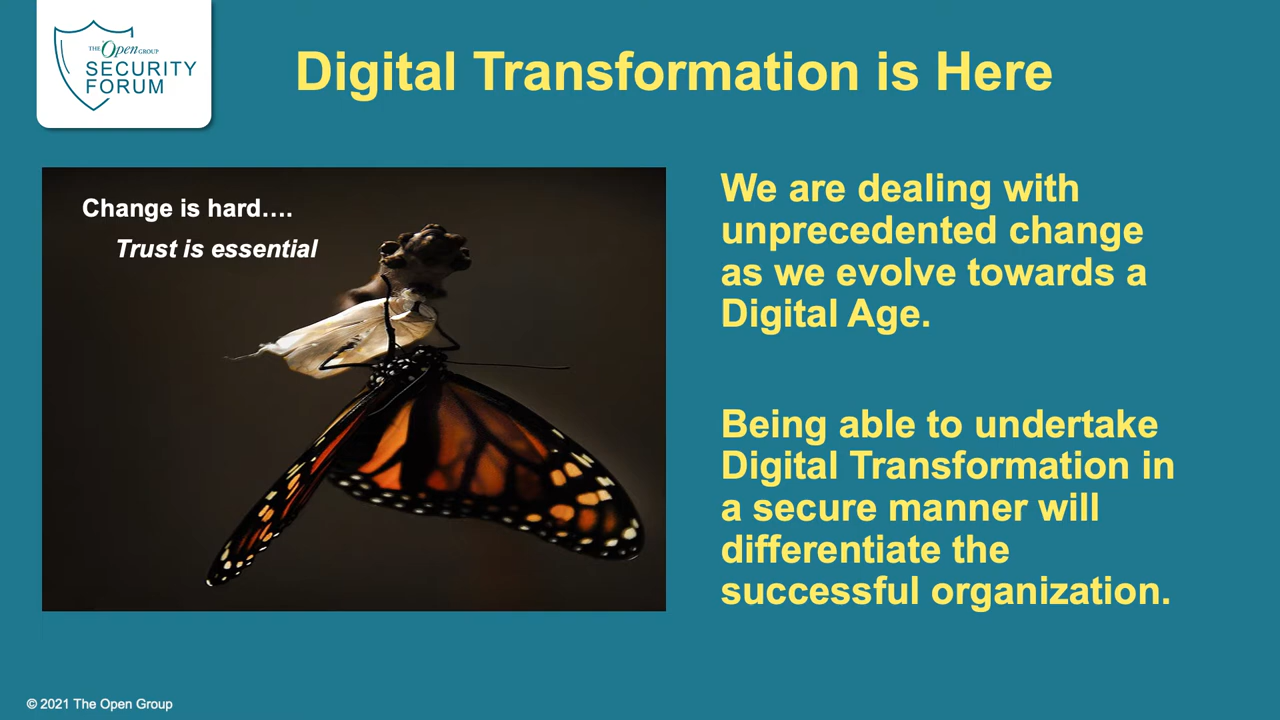 THE Open GROUP
SECURITY
FORUM
Digital Transformation is Here
Change is hard….
Trust is essential
We are dealing with
unprecedented change
as we evolve towards a
Digital Age.
Being able to undertake
Digital Transformation in
a secure manner will
differentiate the
successful organization.
© 2021 The Open Group